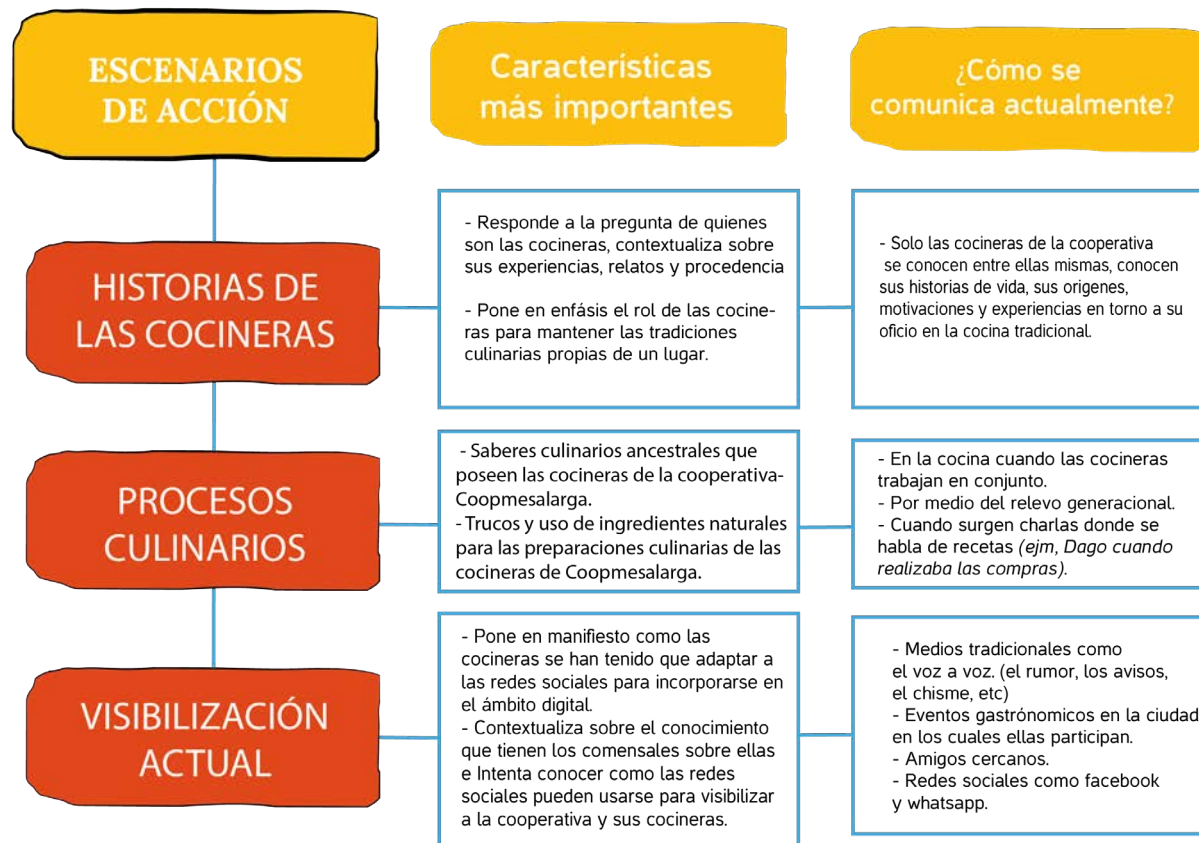 ESCENARIOS
DE ACCIÓN
Características
más importantes
¿Cómo se
comunica actualmente?
HISTORIAS DE
LAS COCINERAS
- Responde a la pregunta de quienes
son las cocineras, contextualiza sobre
sus experiencias, relatos y procedencia
- Pone en enfásis el rol de las cocine-
ras para mantener las tradiciones
culinarias propias de un lugar.
- Solo las cocineras de la cooperativa
se conocen entre ellas mismas, conocen
sus historias de vida, sus origenes,
motivaciones y experiencias en torno a su
oficio en la cocina tradicional.
PROCESOS
CULINARIOS
- Saberes culinarios ancestrales que
poseen las cocineras de la cooperativa-
Coopmesalarga.
- Trucos y uso de ingredientes naturales
para las preparaciones culinarias de las
cocineras de Coopmesalarga.
- En la cocina cuando las cocineras
trabajan en conjunto.
- Por medio del relevo generacional.
- Cuando surgen charlas donde se
habla de recetas (ejm, Dago cuando
realizaba las compras).
VISIBILIZACIÓN
ACTUAL
- Pone en manifiesto como las
cocineras se han tenido que adaptar a
las redes sociales para incorporarse en
el ámbito digital.
- Contextualiza sobre el conocimiento
que tienen los comensales sobre ellas
e Intenta conocer como las redes
sociales pueden usarse para visibilizar
a la cooperativa y sus cocineras.
- Medios tradicionales como
el voz a voz. (el rumor, los avisos,
el chisme, etc)
- Eventos gastrónomicos en la ciudad
en los cuales ellas participan.
- Amigos cercanos.
- Redes sociales como facebook
y whatsapp.